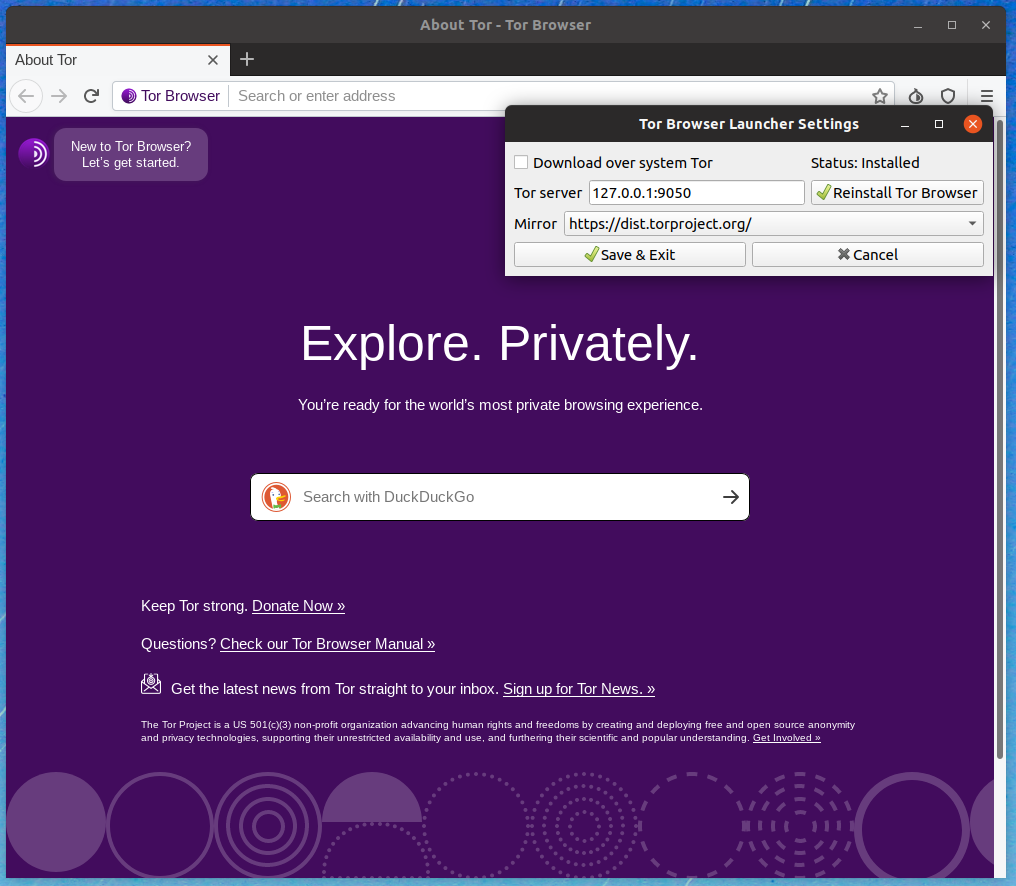 About Tor - Tor Browser
About Tor
Tor Browser
Search or enter address
New to Tor Browser?
Let's get started.
Tor Browser Launcher Settings
Download over system Tor
Status: Installed
Tor server
127.0.0.1:9050
Reinstall Tor Browser
Mirror
https://dist.torproject.org/
Save & Exit
Cancel
Explore. Privately.
You’re ready for the world’s most private browsing experience.
Search with DuckDuckGo
Keep Tor strong. Donate Now »
Questions? Check our Tor Browser Manual »
Get the latest news from Tor straight to your inbox. Sign up for Tor News. »
The Tor Project is a US 501(c)(3) non-profit organization advancing human rights and freedoms by creating and deploying free and open source anonymity
and privacy technologies, supporting their unrestricted availability and use, and furthering their scientific and popular understanding. Get Involved »